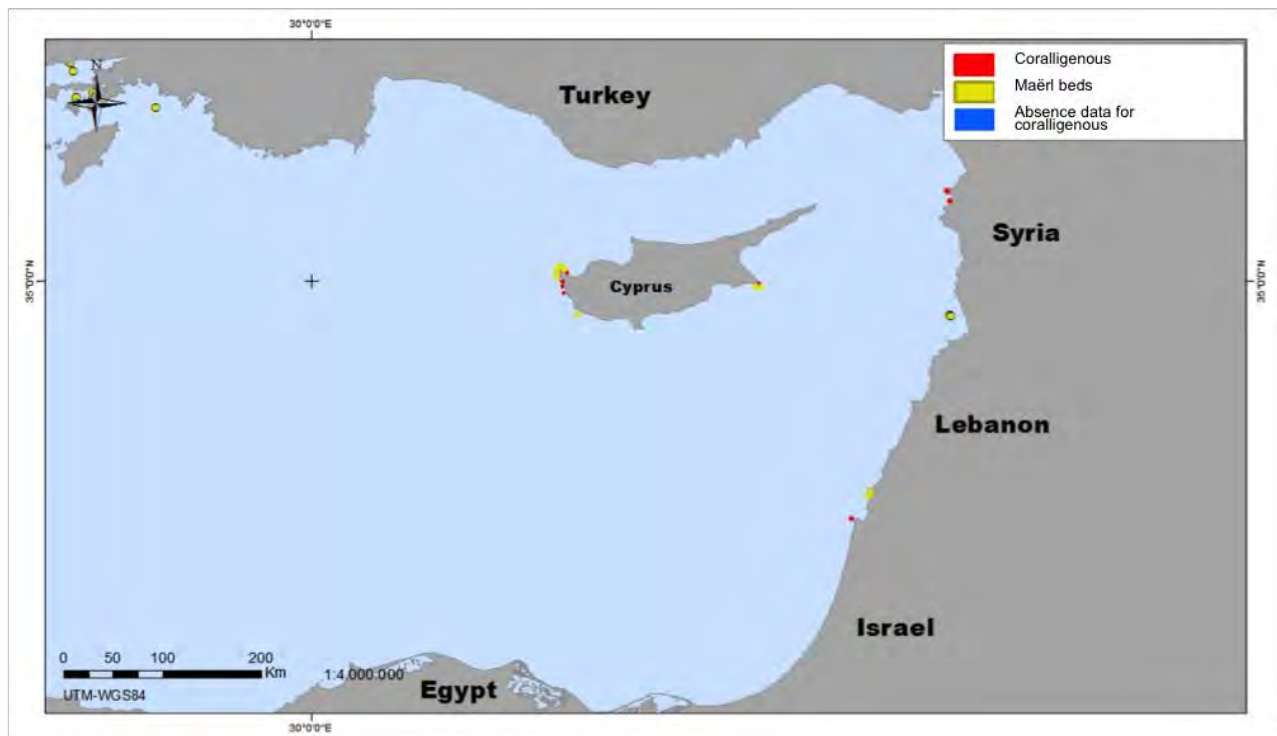 30°0'0"E
Coralligenous
Maërl beds
Absence data for
coralligenous
N
Turkey
Syria
35°0'0"N
35°0'0"N
Cyprus
Lebanon
Israel
0 50 100 200
Km
1:4.000.000
UTM-WGS84
Egypt
30°0'0"E